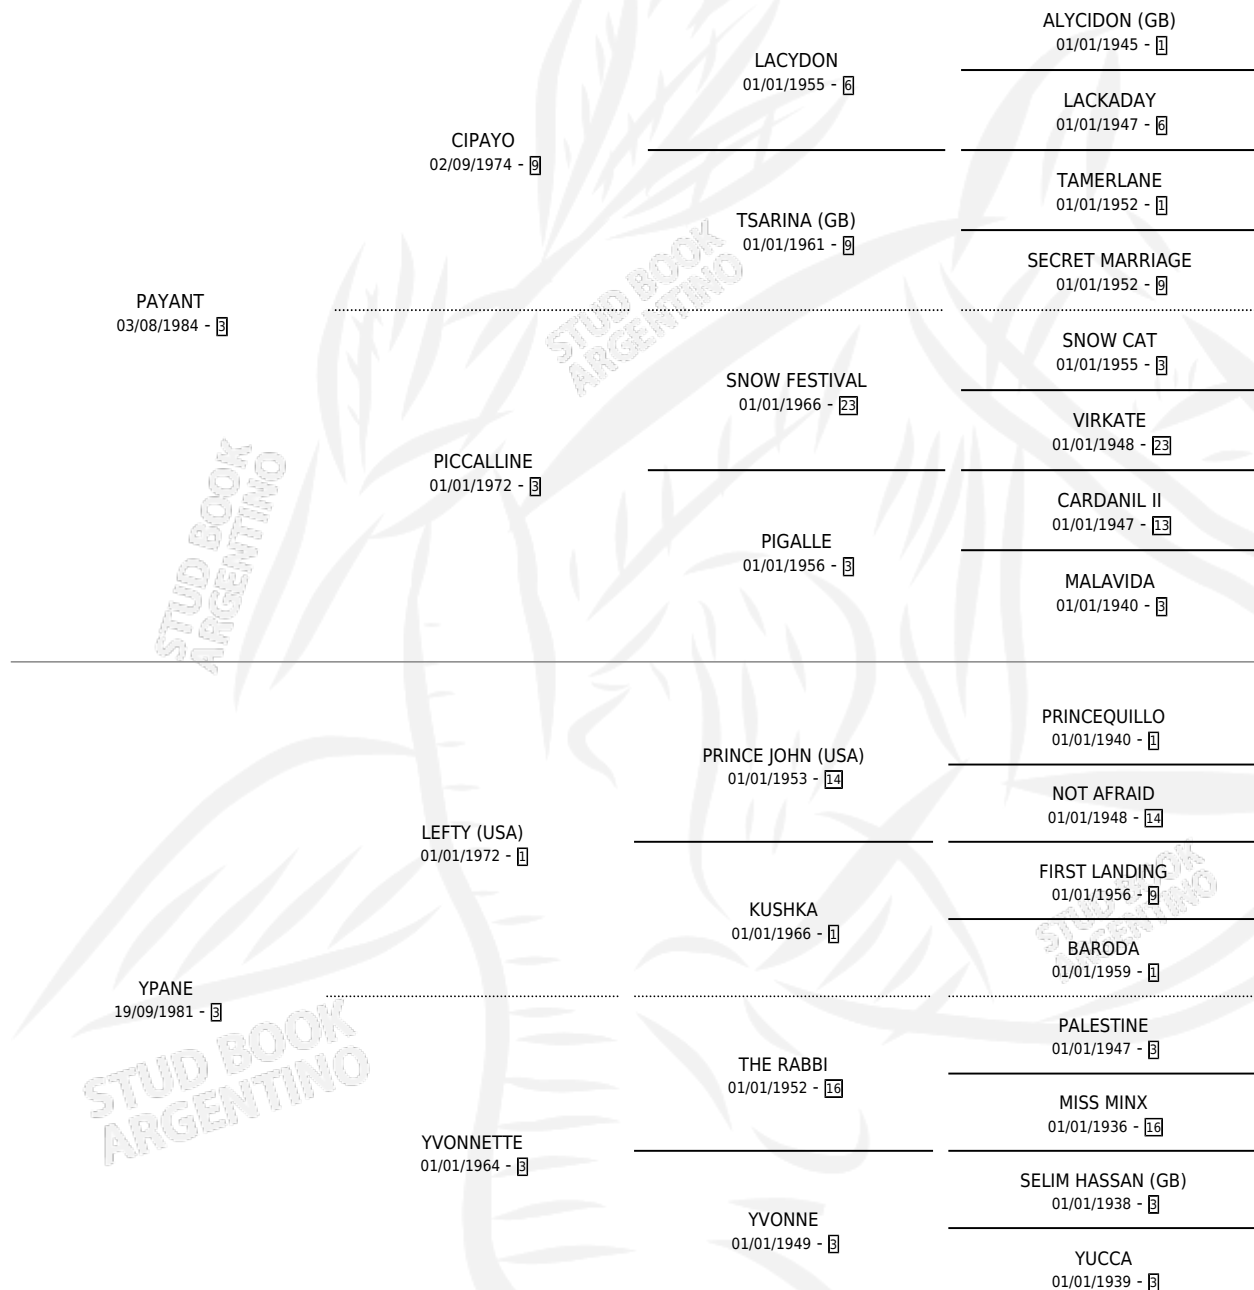 ALYCIDON (GB)
01/01/1945 - 1
LACYDON
01/01/1955 - 6
LACKADAY
01/01/1947 - 6
CIPAYO
02/09/1974 - 9
TAMERLANE
01/01/1952 - 1
TSARINA (GB)
01/01/1961 - 9
SECRET MARRIAGE
01/01/1952 - 9
PAYANT
03/08/1984 - 3
STUD BOOK
ARGENTINO
SNOW CAT
01/01/1955 - 3
SNOW FESTIVAL
01/01/1966 - 23
VIRKATE
01/01/1948 - 23
PICCALLINE
01/01/1972 - 3
CARDANIL II
01/01/1947 - 13
PIGALLE
01/01/1956 - 3
MALAVIDA
01/01/1940 - 3
STUD BOOK
ARGENTINO
PRINCEQUILLO
01/01/1940 - 1
PRINCE JOHN (USA)
01/01/1953 - 14
NOT AFRAID
01/01/1948 - 14
LEFTY (USA)
01/01/1972 - 1
FIRST LANDING
01/01/1956 - 9
KUSHKA
01/01/1966 - 1
BARODA
01/01/1959 - 1
STUD BOOK
ARGENTINO
YPANE
19/09/1981 - 3
PALESTINE
01/01/1947 - 3
THE RABBI
01/01/1952 - 16
MISS MINX
01/01/1936 - 16
STUD BOOK
ARGENTINO
YVONNETTE
01/01/1964 - 3
SELIM HASSAN (GB)
01/01/1938 - 3
YVONNE
01/01/1949 - 3
YUCCA
01/01/1939 - 3